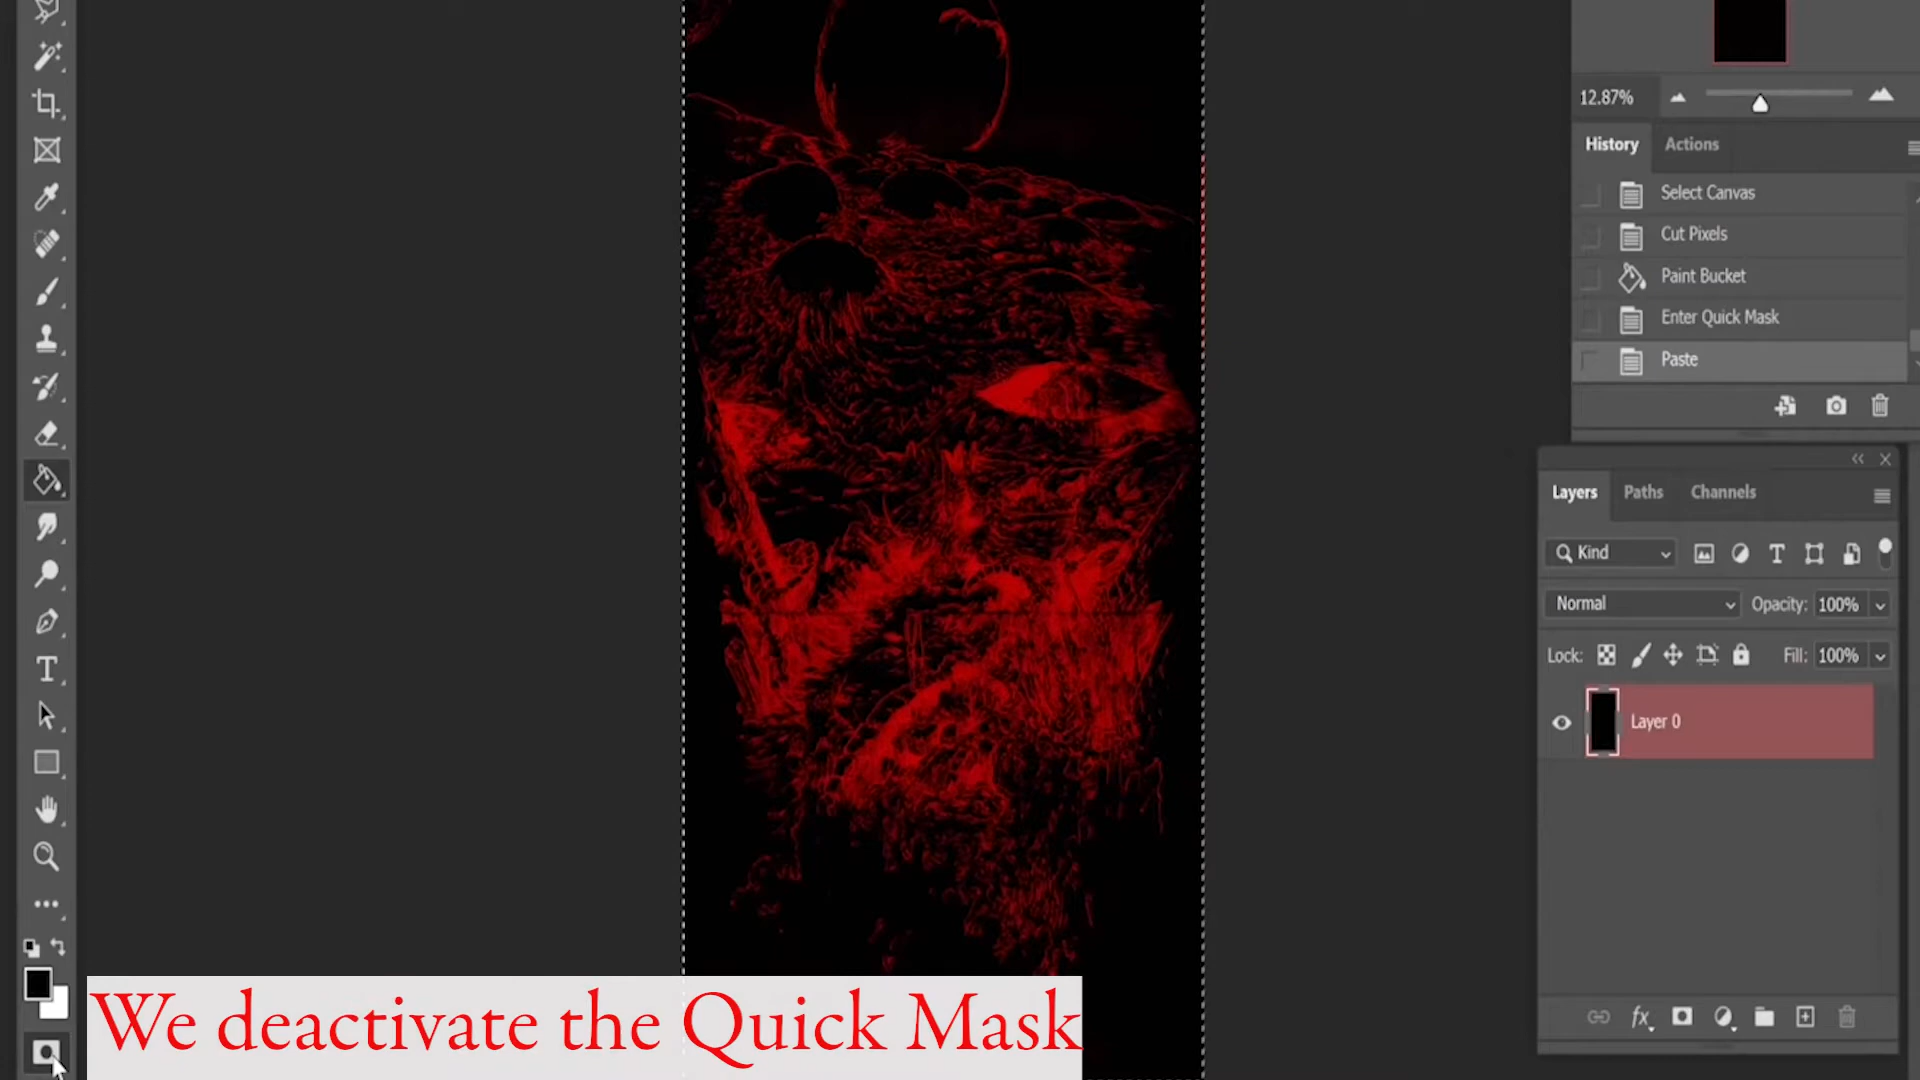 12.87%
History
Actions
Select Canvas
Cut Pixels
Paint Bucket
Enter Quick Mask
Paste
Layers
Paths
Channels
Kind
Normal
Opacity: 100%
Lock:
Fill: 100%
Layer 0
fx
We deactivate the Quick Mask